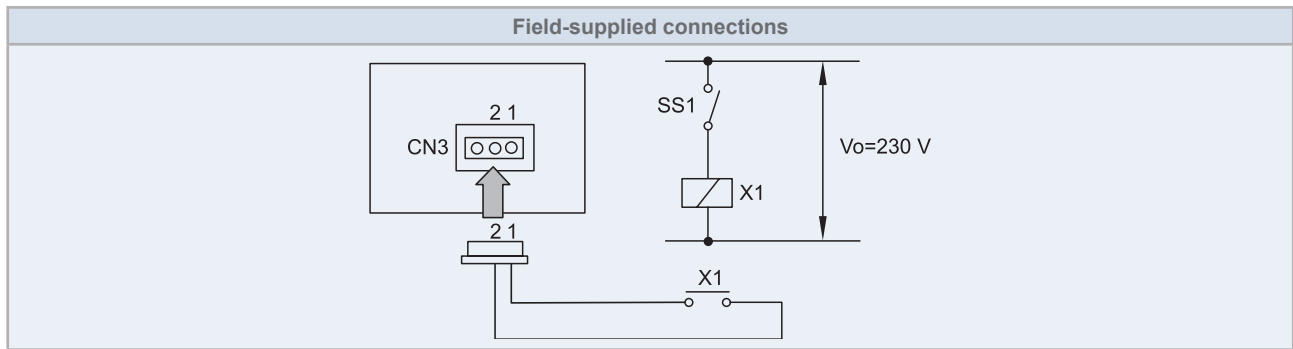 Field-supplied connections
2 1
CN3
2 1
SS1
Vo=230 V
X1
X1